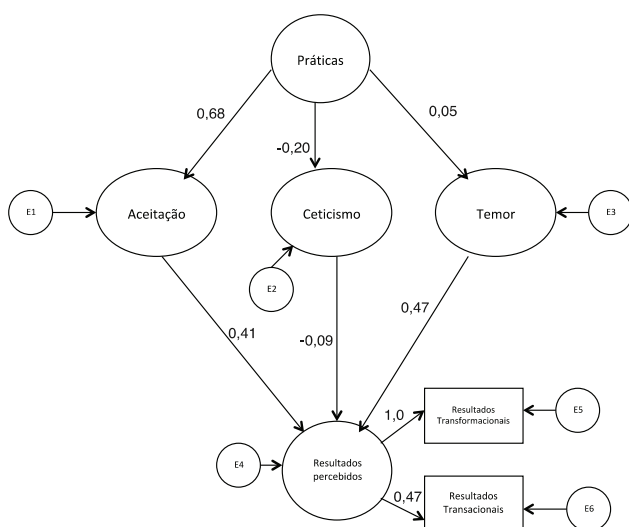 Práticas
0,68
-0,20
0,05
E1
Aceitação
Ceticismo
Temor
E3
E2
0,41
-0,09
0,47
1,0
Resultados
Transformacionais
E5
E4
Resultados
percebidos
0,47
Resultados
Transacionais
E6